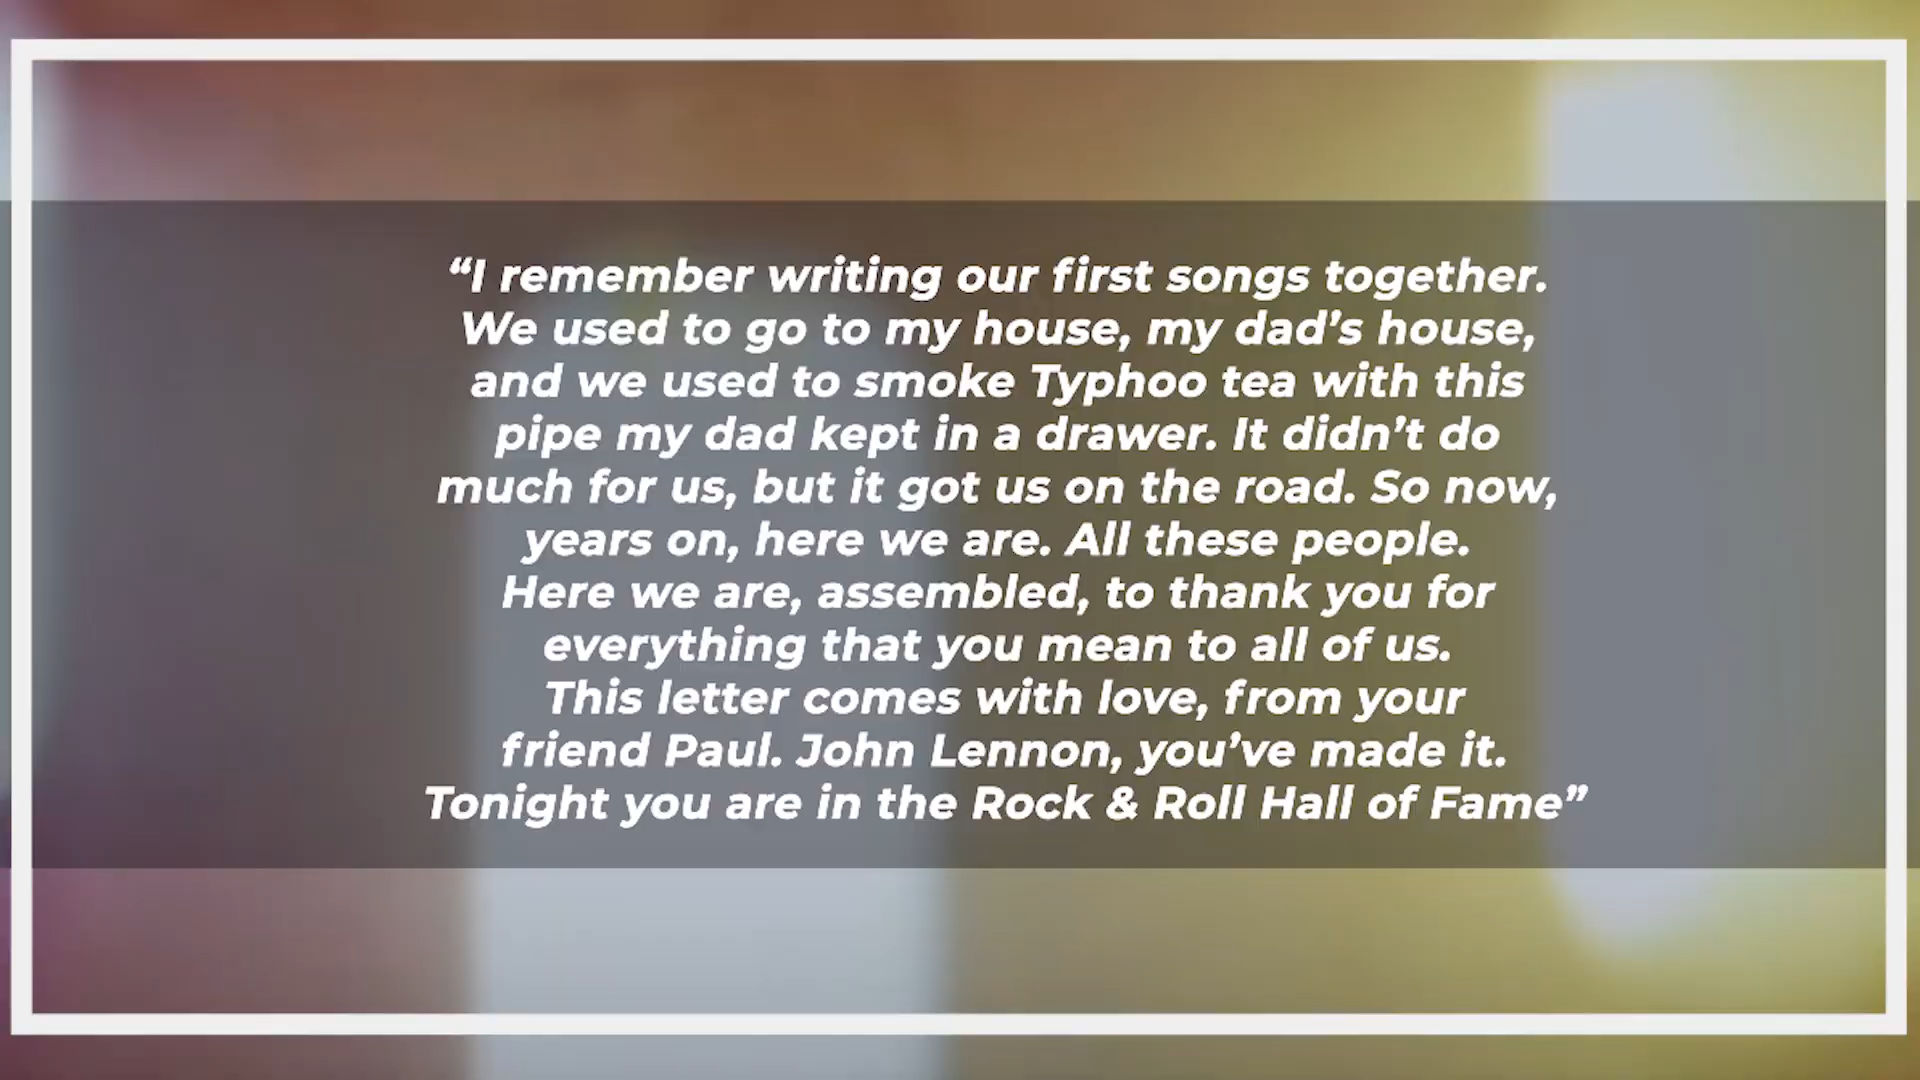 “I remember writing our first songs together.
We used to go to my house, my dad’s house,
and we used to smoke Typhoo tea with this
pipe my dad kept in a drawer. It didn’t do
much for us, but it got us on the road. So now,
years on, here we are. All these people.
Here we are, assembled, to thank you for
everything that you mean to all of us.
This letter comes with love, from your
friend Paul. John Lennon, you’ve made it.
Tonight you are in the Rock & Roll Hall of Fame”